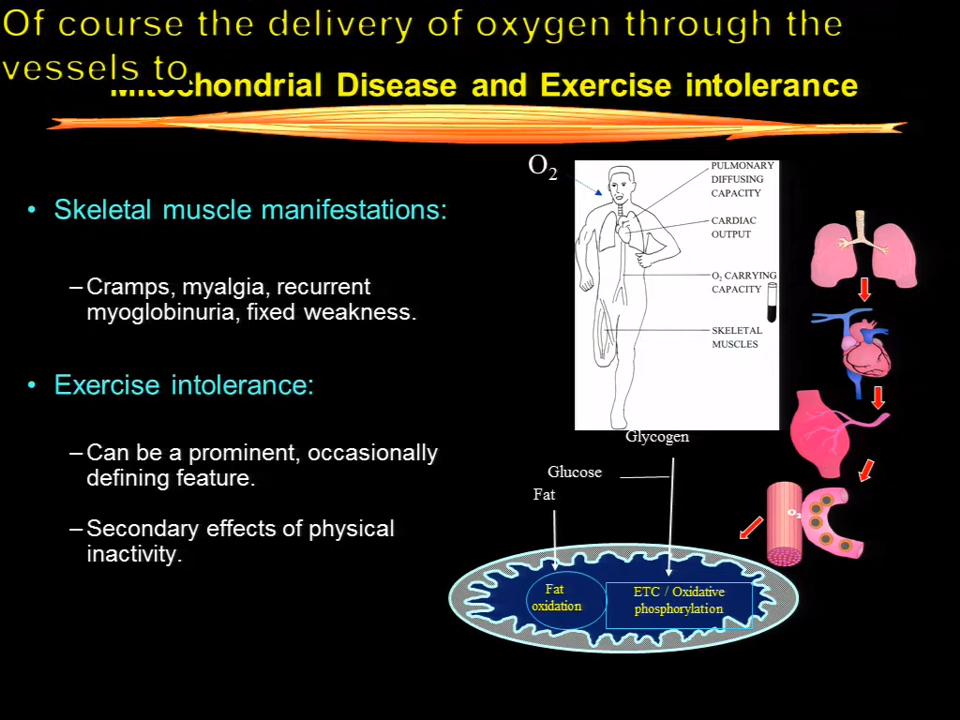 Of course the delivery of oxygen through the
vessels to
Mitochondrial Disease and Exercise intolerance
• Skeletal muscle manifestations:
– Cramps, myalgia, recurrent
myoglobinuria, fixed weakness.
• Exercise intolerance:
– Can be a prominent, occasionally
defining feature.
– Secondary effects of physical
inactivity.
O2
PULMONARY
DIFFUSING
CAPACITY
CARDIAC
OUTPUT
O2 CARRYING
CAPACITY
SKELETAL
MUSCLES
Glycogen
Glucose
Fat
O2
Fat
oxidation
ETC / Oxidative
phosphorylation